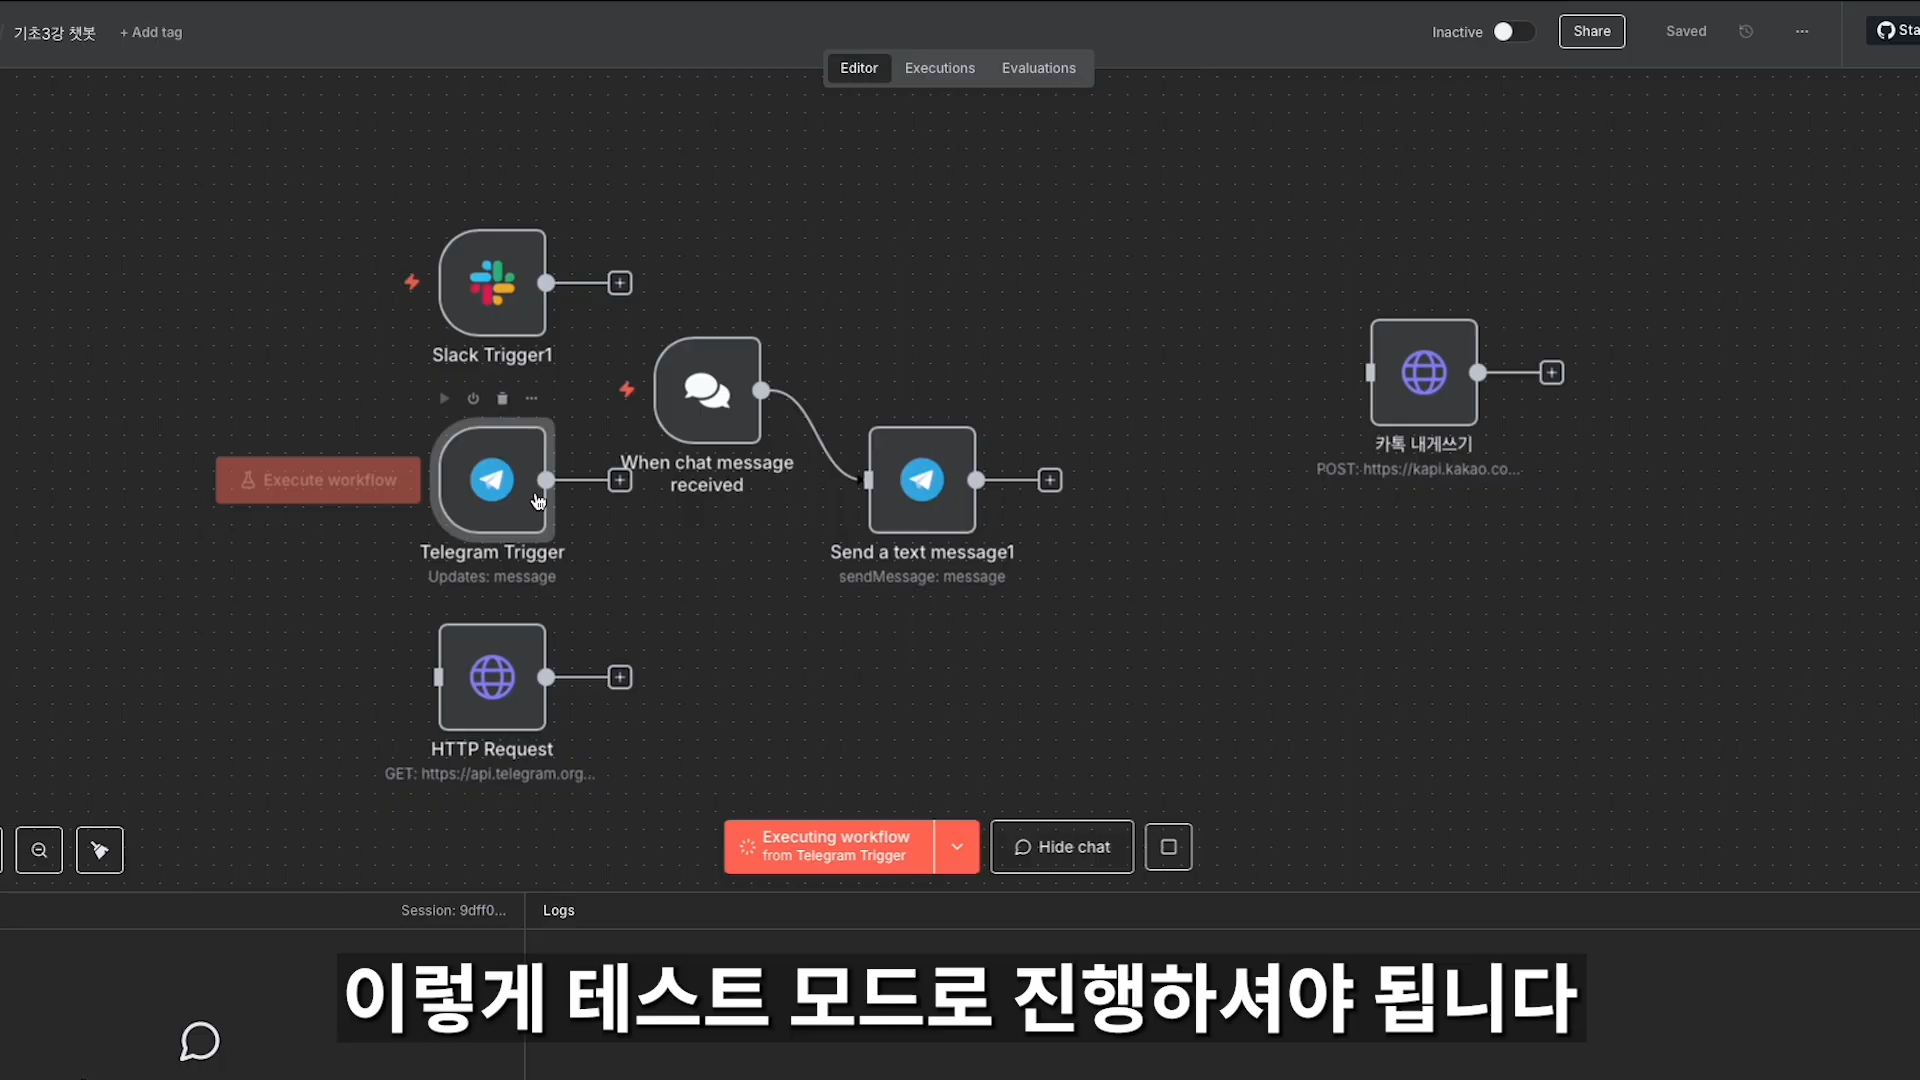 기초3강 챗봇
+ Add tag
Inactive
Share
Saved
Editor
Executions
Evaluations
Slack Trigger1
When chat message
received
카톡 내게쓰기
POST: https://kapi.kakao.co...
Execute workflow
Telegram Trigger
Updates: message
Send a text message1
sendMessage: message
HTTP Request
GET: https://api.telegram.org...
Executing workflow
from Telegram Trigger
Hide chat
Session: 9dff0...
Logs
이렇게 테스트 모드로 진행하셔야 됩니다